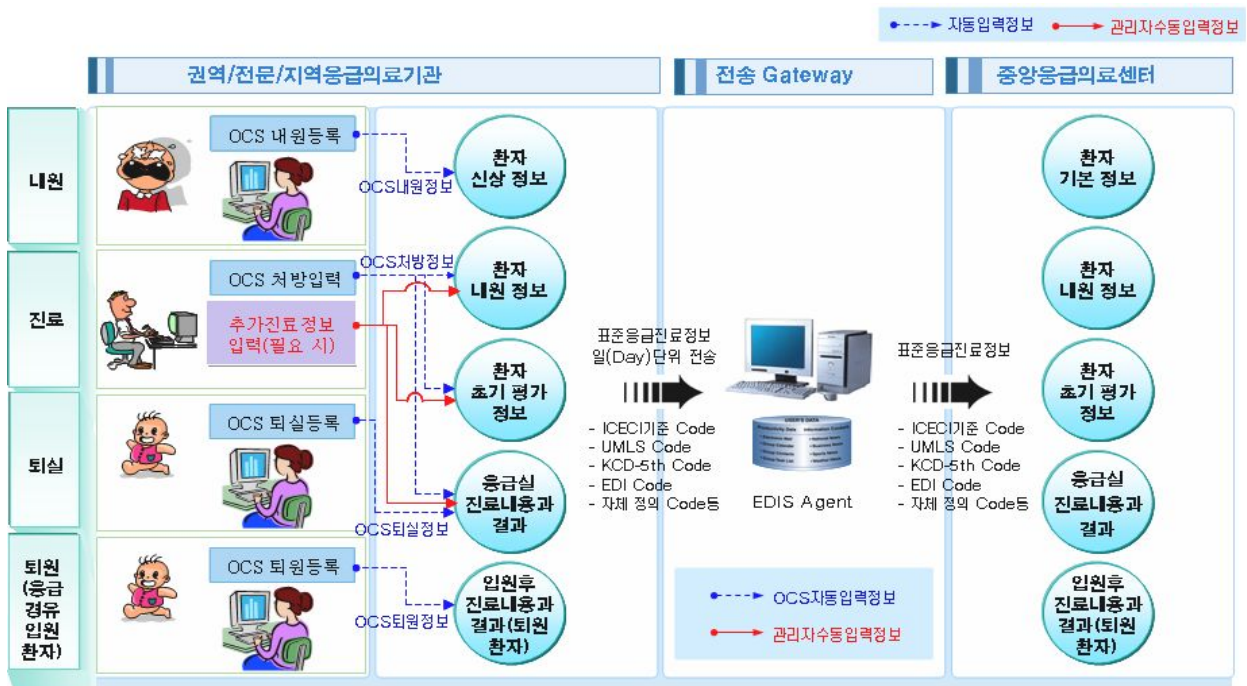 자동입력정보
관리자수동입력정보
권역/전문/지역응급의료기관
전송 Gateway
중앙응급의료센터
내원
OCS 내원등록
OCS내원정보
환자
신상 정보
환자
기본 정보
진료
OCS 처방입력
추가진료 정보
입력(필요 시)
OCS처방정보
환자
내원 정보
환자
내원 정보
환자
초기 평가
정보
표준응급진료정보
일(Day)단위 전송
- ICECI기준 Code
- UMLS Code
- KCD-5th Code
- EDI Code
- 자체 정의 Code등
USER'S DATA
EDIS Agent
표준응급진료정보
- ICECI기준 Code
- UMLS Code
- KCD-5th Code
- EDI Code
- 자체 정의 Code등
환자
초기 평가
정보
퇴실
OCS 퇴실등록
OCS퇴실정보
응급실
진료내용과
결과
응급실
진료내용과
결과
퇴원
(응급
경유
입원
환자)
OCS 퇴원등록
OCS퇴원정보
입원후
진료내용과
결과(퇴원
환자)
OCS자동입력정보
관리자수동입력정보
입원후
진료내용과
결과(퇴원
환자)